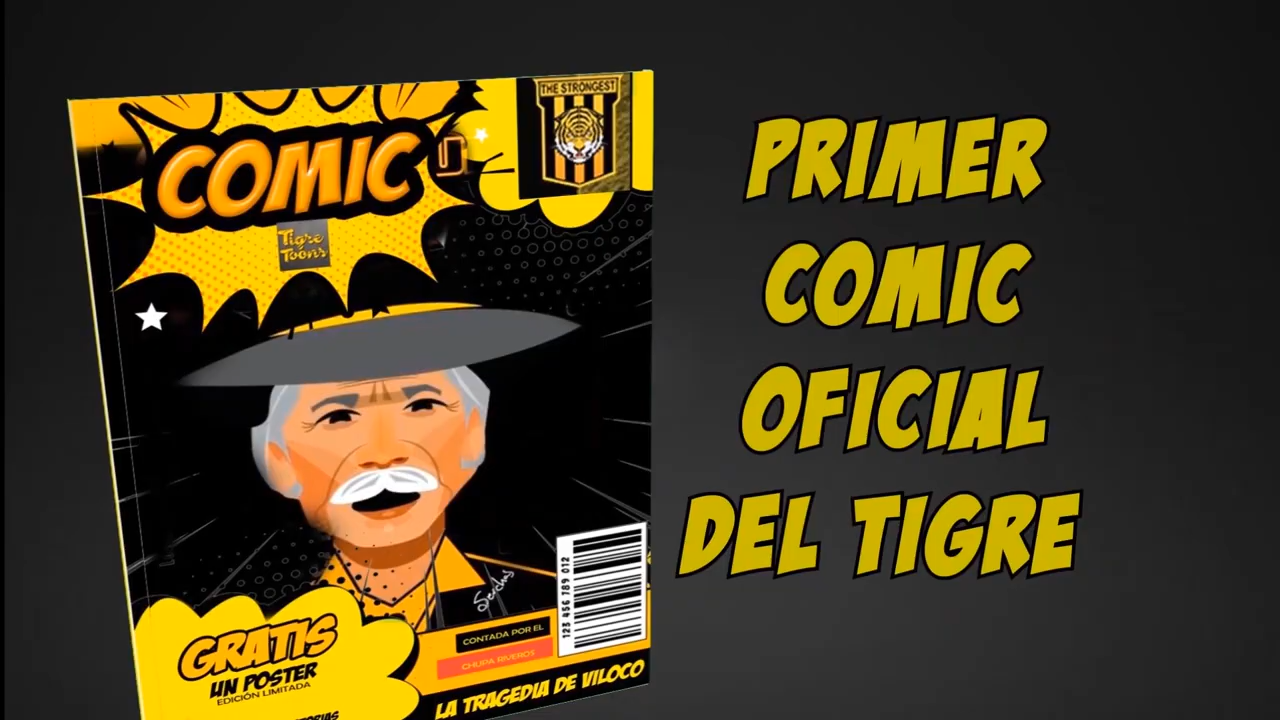 COMIC
THE STRONGEST
Tigre
Toons
GRATIS
UN POSTER
EDICIÓN LIMITADA
CONTADA POR EL
CHUPA RIVEROS
LA TRAGEDIA DE VILOCO
123 456 789 012
PRIMER
COMIC
OFICIAL
DEL TIGRE